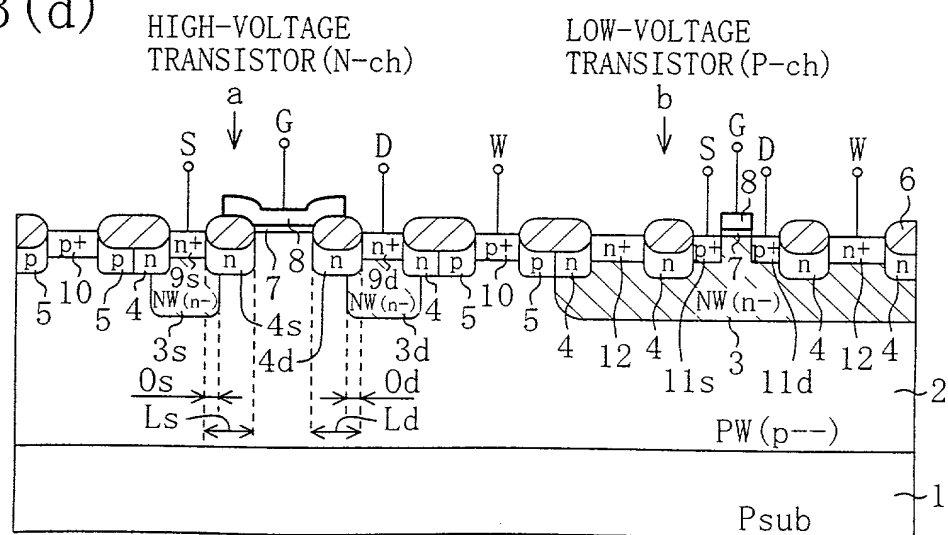 3(d)
HIGH-VOLTAGE TRANSISTOR(N-ch)
LOW-VOLTAGE TRANSISTOR(P-ch)
a
b
S G D W
S G D W
8 6
p p+ p n n+ n 8 n n+ n p p+ p n n+ n p+ 7 p+ n n+ n
5 10 5 4 9s 7 9d 4 5 10 5
NW(n-) NW(n-) NW(n-)
3s 4s 4d 3d 4 12 4 11s 3 11d 4 12 4
Os Od
2
Ls Ld
PW(p--)
1
Psub